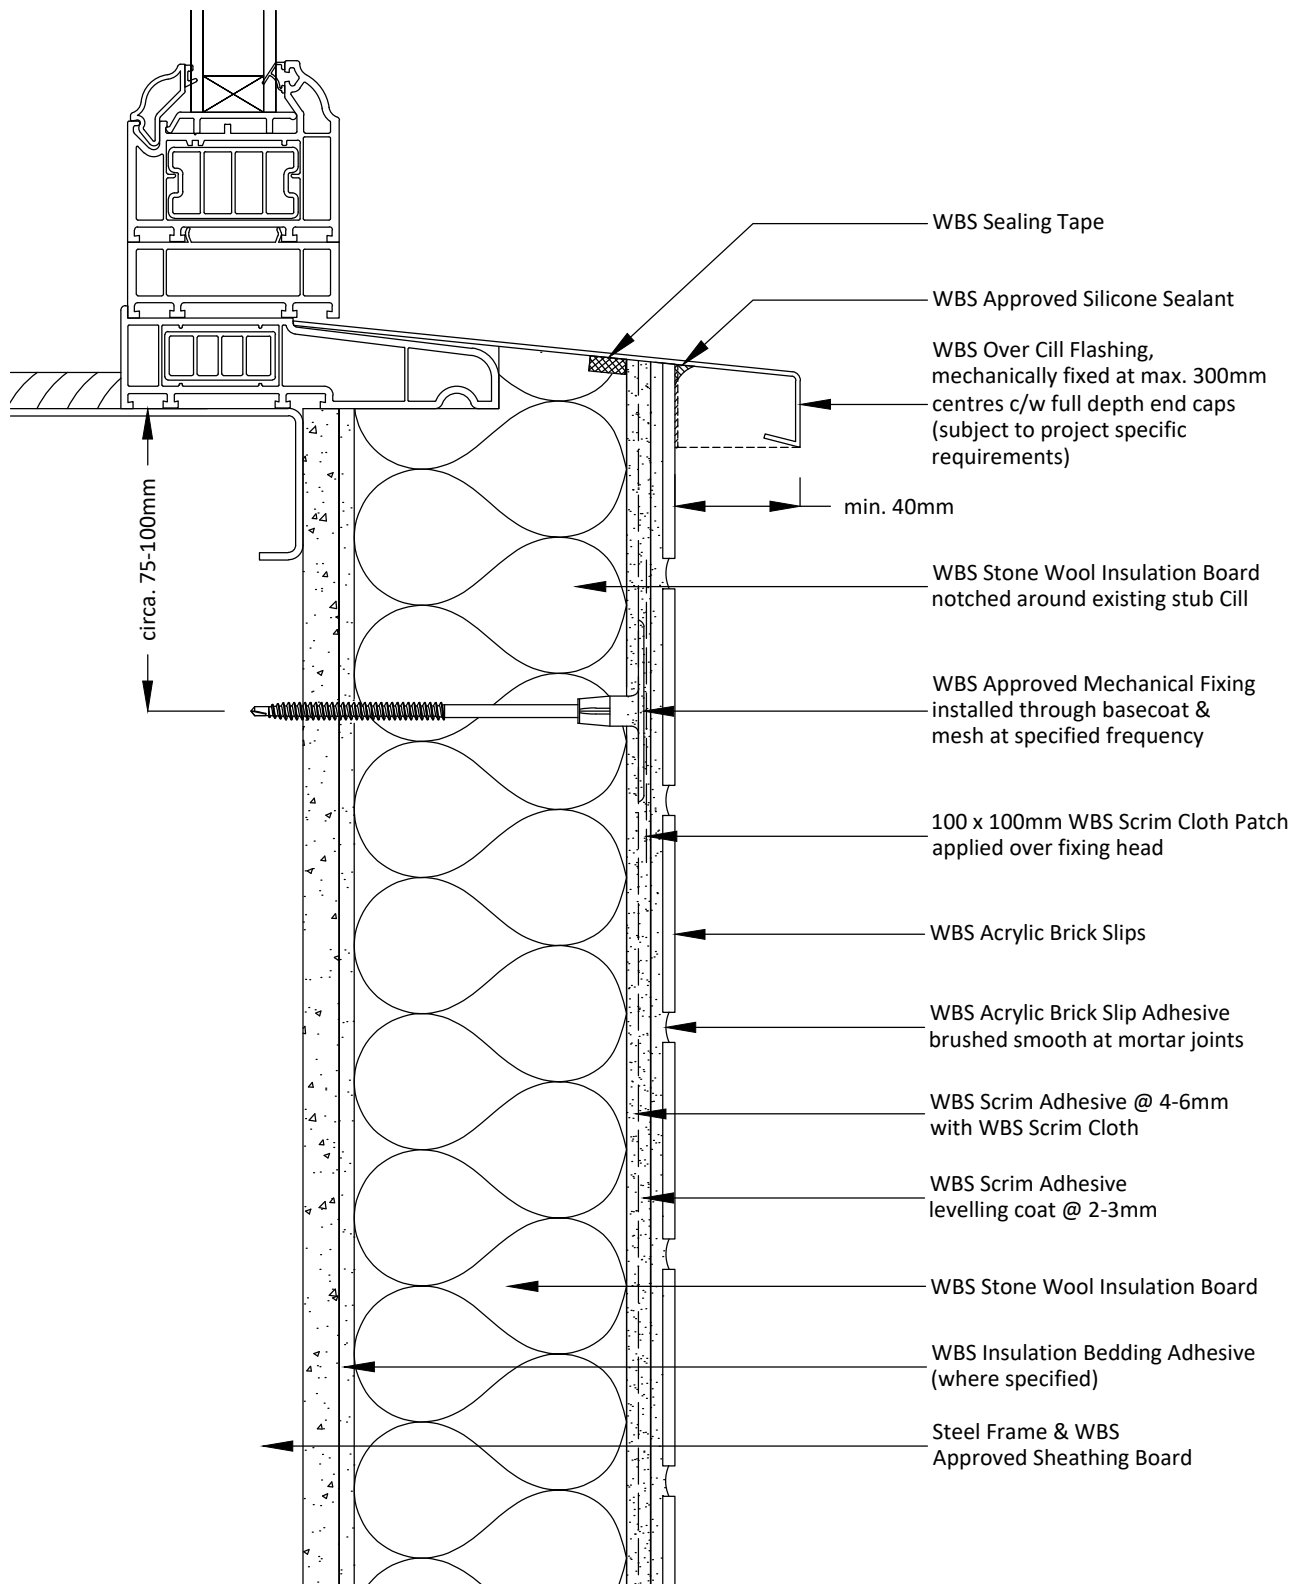 WBS Sealing Tape
WBS Approved Silicone Sealant
WBS Over Cill Flashing,
mechanically fixed at max. 300mm
centres c/w full depth end caps
(subject to project specific
requirements)
min. 40mm
circa. 75-100mm
WBS Stone Wool Insulation Board
notched around existing stub Cill
WBS Approved Mechanical Fixing
installed through basecoat &
mesh at specified frequency
100 x 100mm WBS Scrim Cloth Patch
applied over fixing head
WBS Acrylic Brick Slips
WBS Acrylic Brick Slip Adhesive
brushed smooth at mortar joints
WBS Scrim Adhesive @ 4-6mm
with WBS Scrim Cloth
WBS Scrim Adhesive
levelling coat @ 2-3mm
WBS Stone Wool Insulation Board
WBS Insulation Bedding Adhesive
(where specified)
Steel Frame & WBS
Approved Sheathing Board